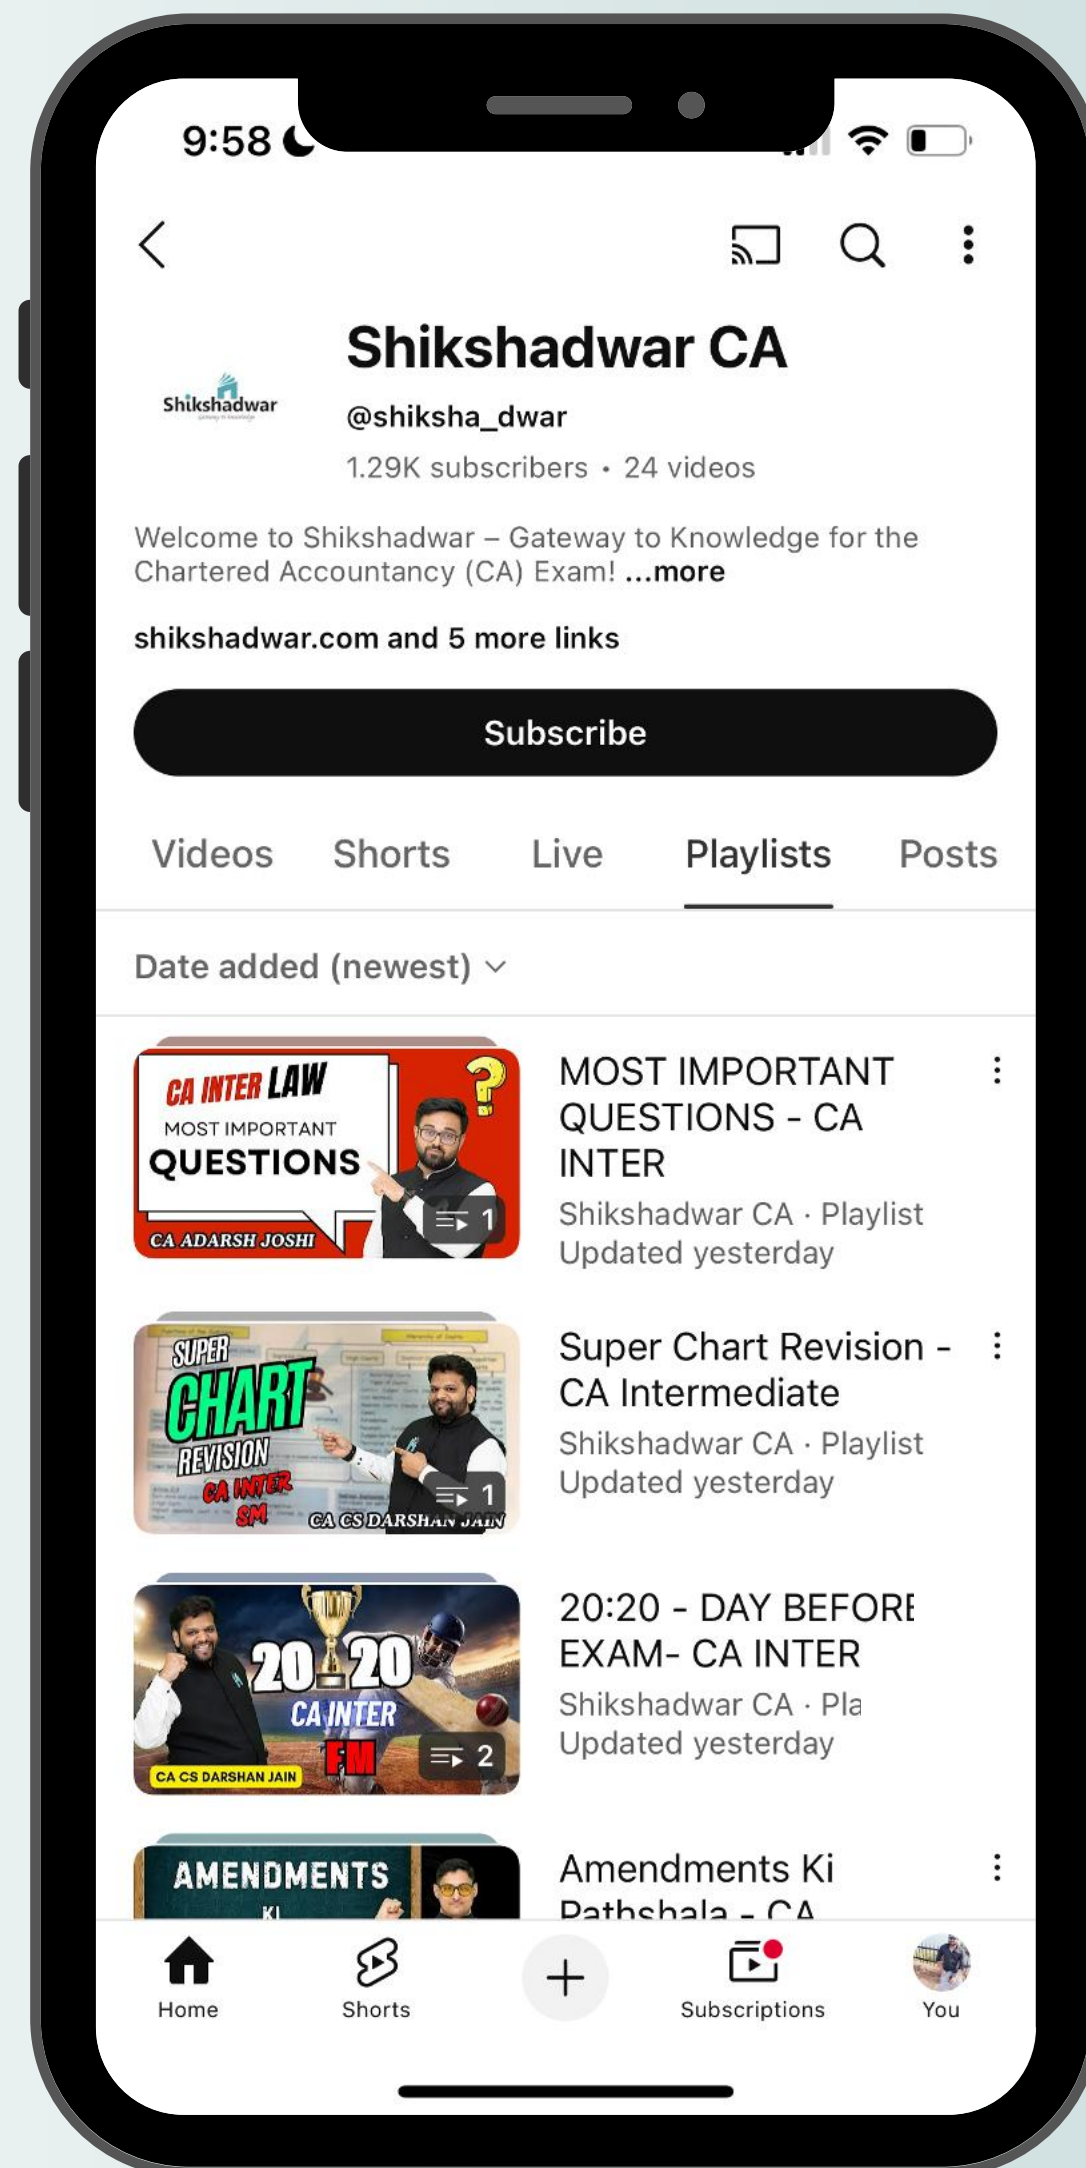 9:58
Shikshadwar CA
Shikshadwar
@shiksha_dwar
1.29K subscribers • 24 videos
Welcome to Shikshadwar – Gateway to Knowledge for the
Chartered Accountancy (CA) Exam! ...more
shikshadwar.com and 5 more links
Subscribe
Videos Shorts Live Playlists Posts
Date added (newest)
CA INTER LAW
MOST IMPORTANT
QUESTIONS
CA ADARSH JOSHI
1
MOST IMPORTANT
QUESTIONS - CA
INTER
Shikshadwar CA · Playlist
Updated yesterday
SUPER
CHART
REVISION
CA INTER
SM
CA CS DARSHAN JAIN
1
Super Chart Revision -
CA Intermediate
Shikshadwar CA · Playlist
Updated yesterday
20 20
CA INTER
FM
CA CS DARSHAN JAIN
2
20:20 - DAY BEFORE
EXAM- CA INTER
Shikshadwar CA · Pla
Updated yesterday
AMENDMENTS
KI
Amendments Ki
Pathshala - CA
Home Shorts Subscriptions You